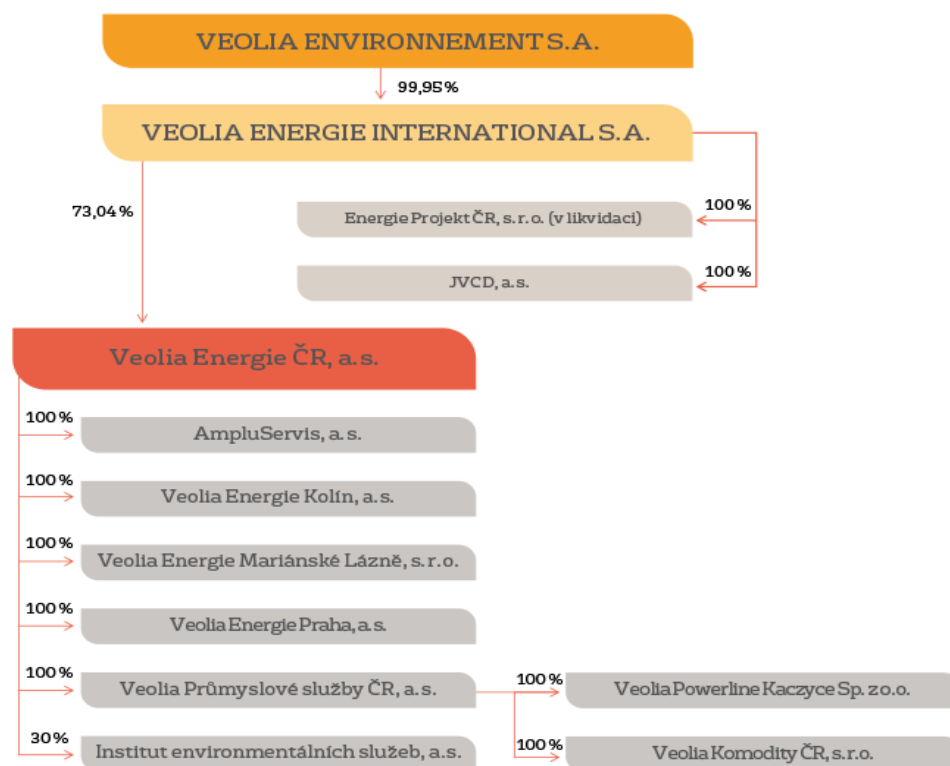 VEOLIA ENVIRONNEMENT S.A.
99,95%
VEOLIA ENERGIE INTERNATIONAL S.A.
73,04 %
100 %
Energie Projekt ČR, s.r.o. (v likvidaci)
100 %
JVCD, a.s.
Veolia Energie ČR, a.s.
100 %
AmpluServis, a.s.
100 %
Veolia Energie Kolín, a.s.
100 %
Veolia Energie Mariánské Lázně, s.r.o.
100 %
Veolia Energie Praha, a.s.
100 %
Veolia Průmyslové služby ČR, a.s.
100 %
Veolia Powerline Kaczyce Sp. zo.o.
30 %
Institut environmentálních služeb, a.s.
100 %
Veolia Komodity ČR, s.r.o.